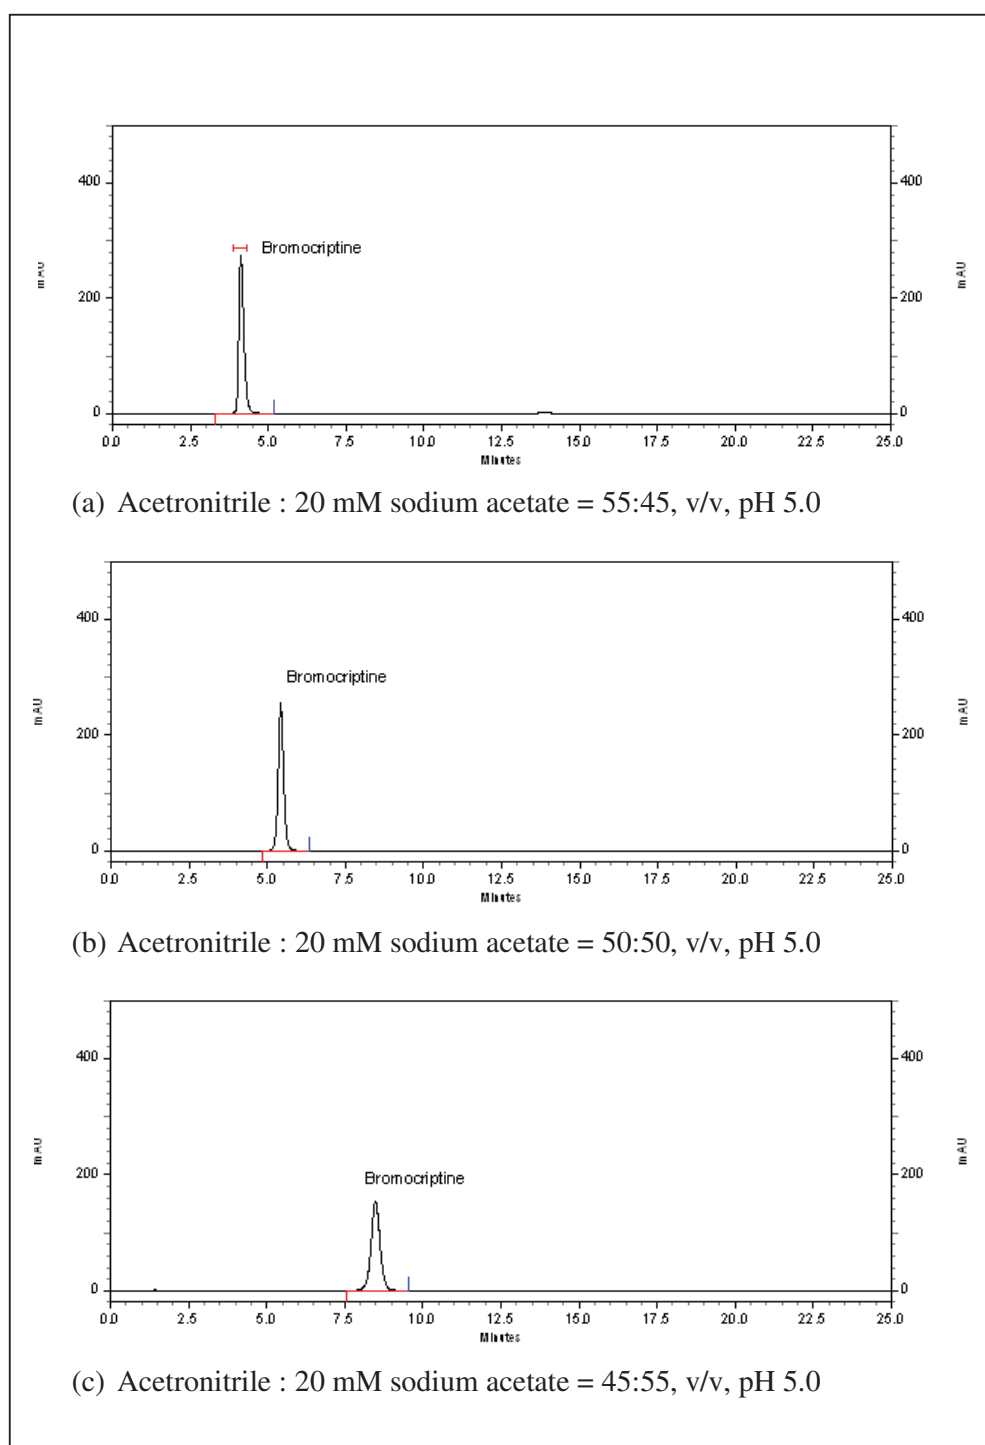 400
400
Bromocriptine
mAU
mAU
200
200
0
0
0.0 2.5 5.0 7.5 10.0 12.5 15.0 17.5 20.0 22.5 25.0
Minutes
(a) Acetronitrile : 20 mM sodium acetate = 55:45, v/v, pH 5.0
400
400
Bromocriptine
mAU
mAU
200
200
0
0
0.0 2.5 5.0 7.5 10.0 12.5 15.0 17.5 20.0 22.5 25.0
Minutes
(b) Acetronitrile : 20 mM sodium acetate = 50:50, v/v, pH 5.0
400
400
mAU
mAU
200
200
Bromocriptine
0
0
0.0 2.5 5.0 7.5 10.0 12.5 15.0 17.5 20.0 22.5 25.0
Minutes
(c) Acetronitrile : 20 mM sodium acetate = 45:55, v/v, pH 5.0